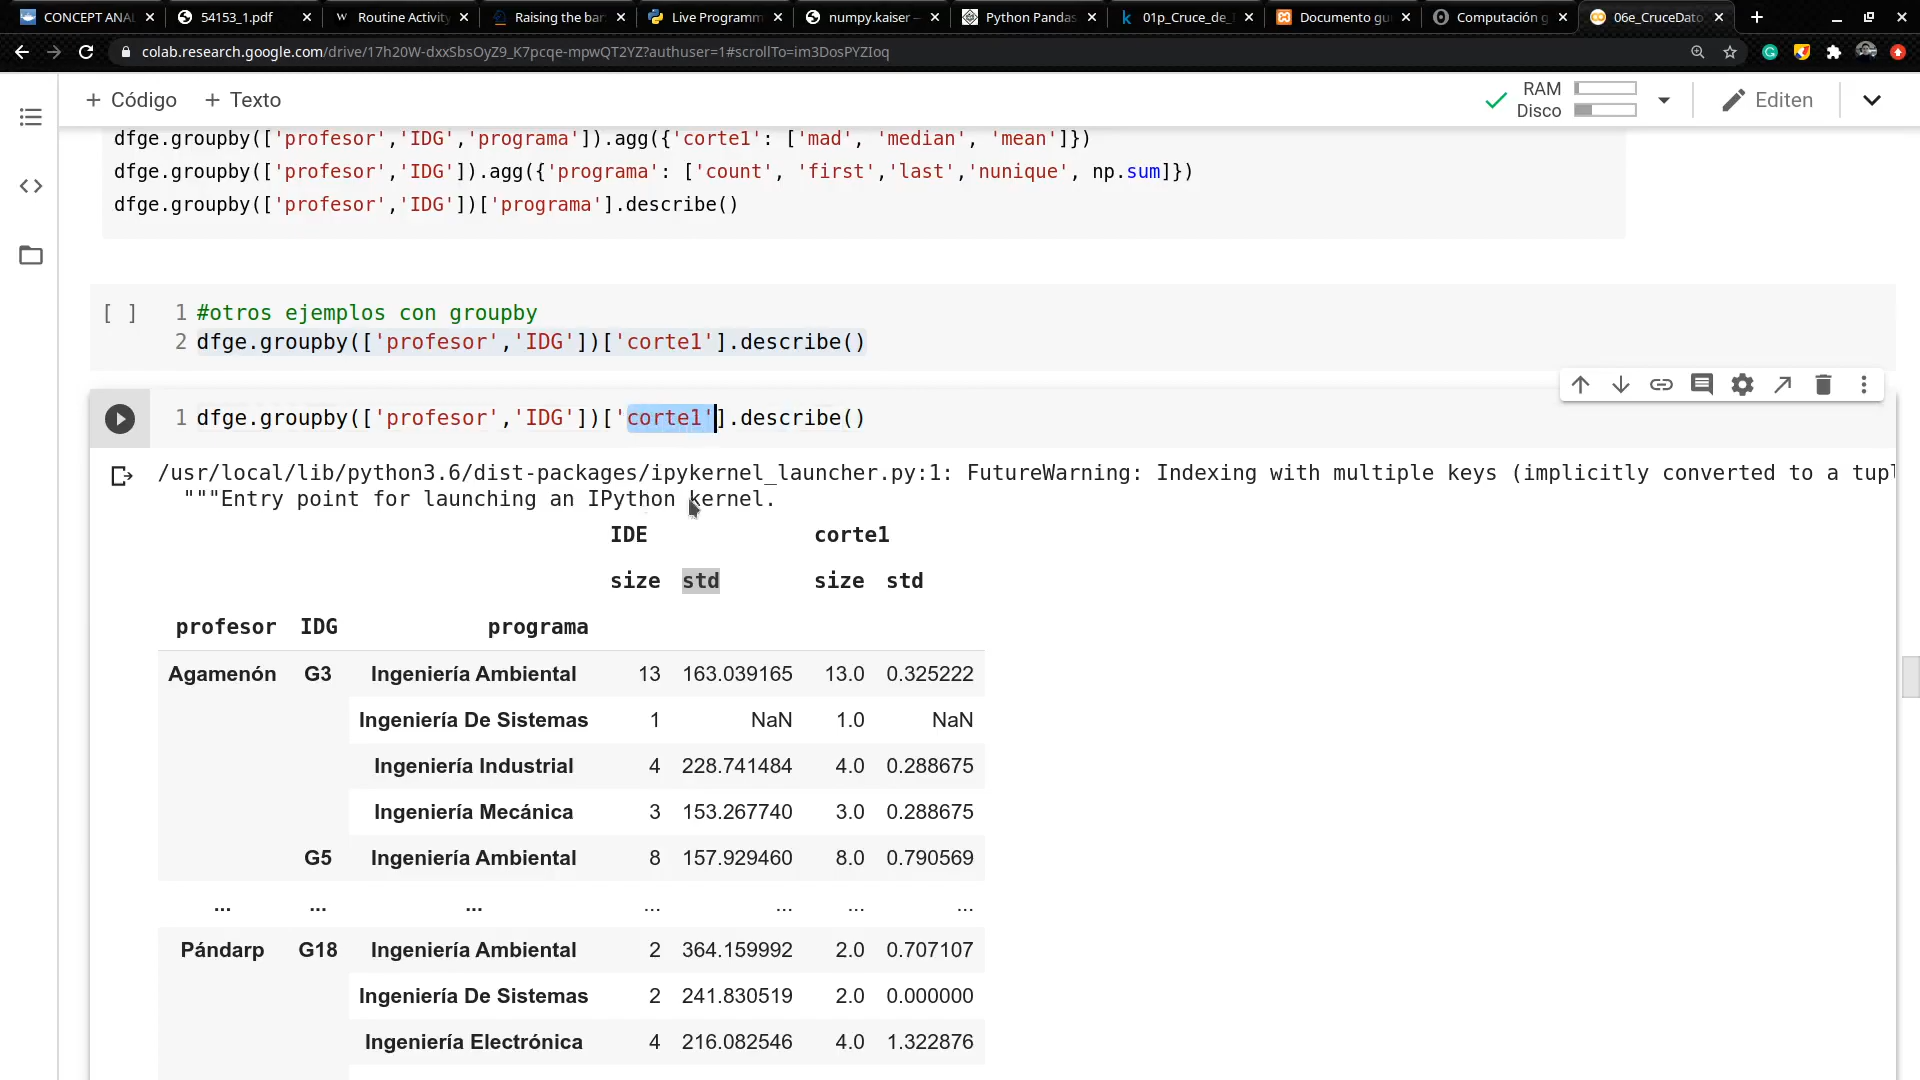 CONCEPT ANAL
54153_1.pdf
Routine Activity
Raising the bar
Live Programm
numpy.kaiser
Python Pandas
01p_Cruce_de_
Documento gu
Computación g
06e_CruceDato
colab.research.google.com/drive/17h20W-dxxSbsOyZ9_K7pcqe-mpwQT2YZ?authuser=1#scrollTo=im3DosPYZIoq
+ Código + Texto
RAM
Disco
Editen
dfge.groupby(['profesor','IDG','programa']).agg({'corte1': ['mad', 'median', 'mean']})
dfge.groupby(['profesor','IDG']).agg({'programa': ['count', 'first','last','nunique', np.sum]})
dfge.groupby(['profesor','IDG'])['programa'].describe()
[ ] 1 #otros ejemplos con groupby
2 dfge.groupby(['profesor','IDG'])['corte1'].describe()
1 dfge.groupby(['profesor','IDG'])['corte1'].describe()
/usr/local/lib/python3.6/dist-packages/ipykernel_launcher.py:1: FutureWarning: Indexing with multiple keys (implicitly converted to a tupl
"""Entry point for launching an IPython kernel.
IDE corte1
size std size std
profesor IDG programa
Agamenón G3 Ingeniería Ambiental 13 163.039165 13.0 0.325222
Ingeniería De Sistemas 1 NaN 1.0 NaN
Ingeniería Industrial 4 228.741484 4.0 0.288675
Ingeniería Mecánica 3 153.267740 3.0 0.288675
G5 Ingeniería Ambiental 8 157.929460 8.0 0.790569
... ... ... ... ... ... ...
Pándarp G18 Ingeniería Ambiental 2 364.159992 2.0 0.707107
Ingeniería De Sistemas 2 241.830519 2.0 0.000000
Ingeniería Electrónica 4 216.082546 4.0 1.322876